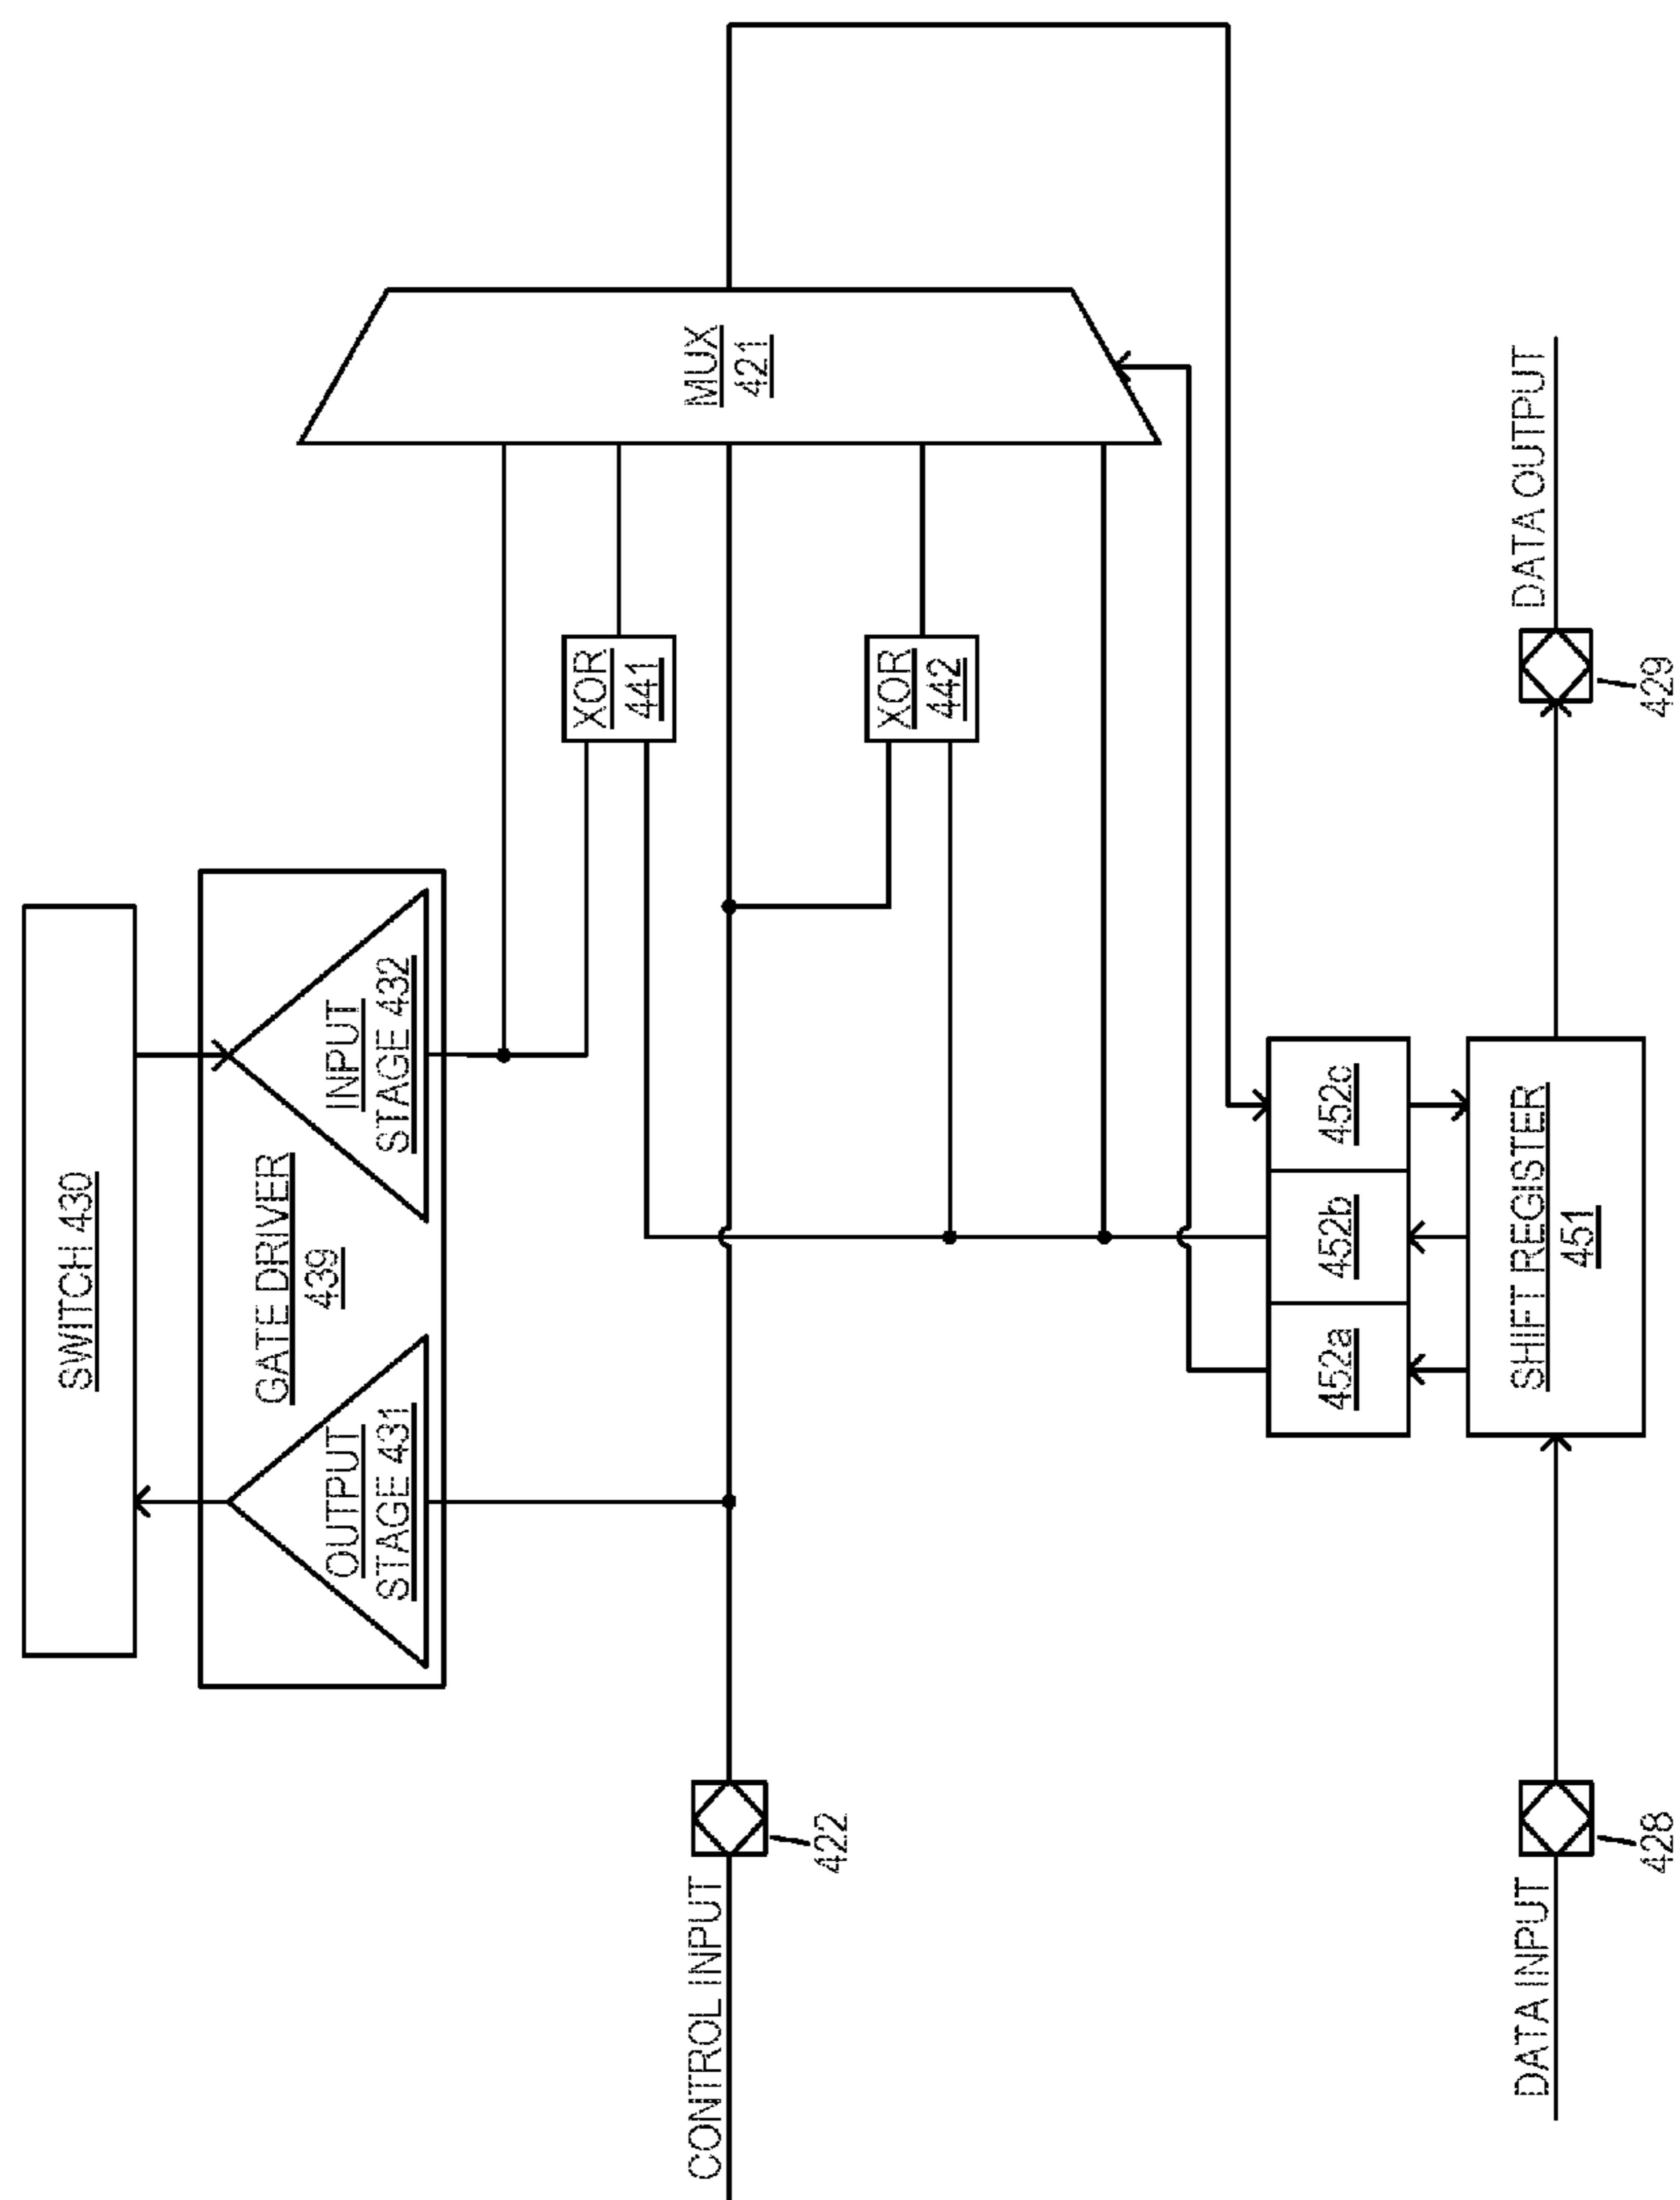 SWITCH 430
GATE DRIVER
439
OUTPUT
STAGE 431
INPUT
STAGE 432
XOR
441
MUX
421
CONTROL INPUT
422
XOR
442
452a
452b
452c
DATA INPUT
428
SHIFT REGISTER
451
DATA OUTPUT
429